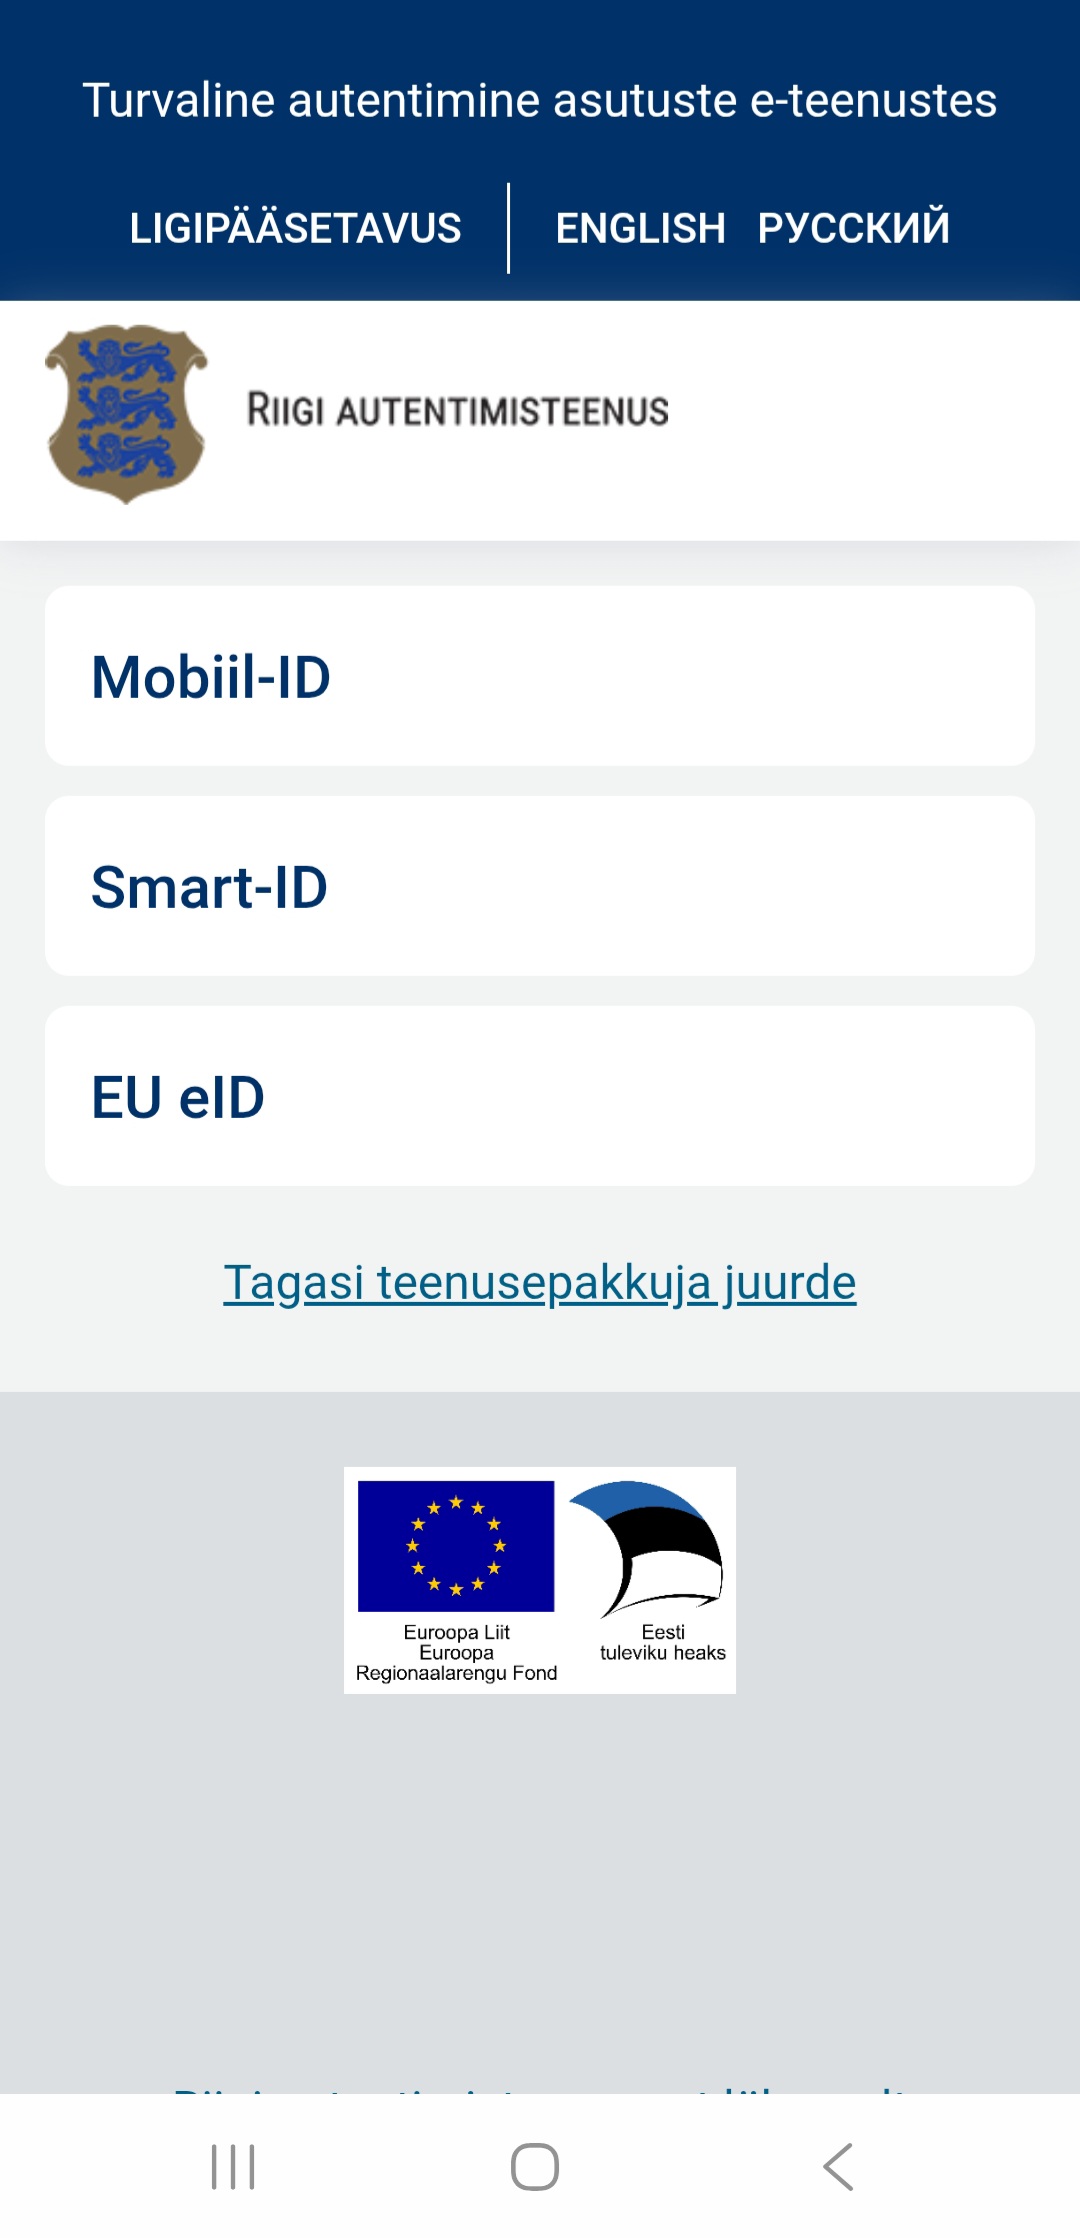 Turvaline autentimine asutuste e-teenustes
LIGIPÄÄSETAVUS
ENGLISH РУССКИЙ
RIIGI AUTENTIMISTEENUS
Mobiil-ID
Smart-ID
EU eID
Tagasi teenusepakkuja juurde
Euroopa Liit
Euroopa
Regionaalarengu Fond
Eesti
tuleviku heaks